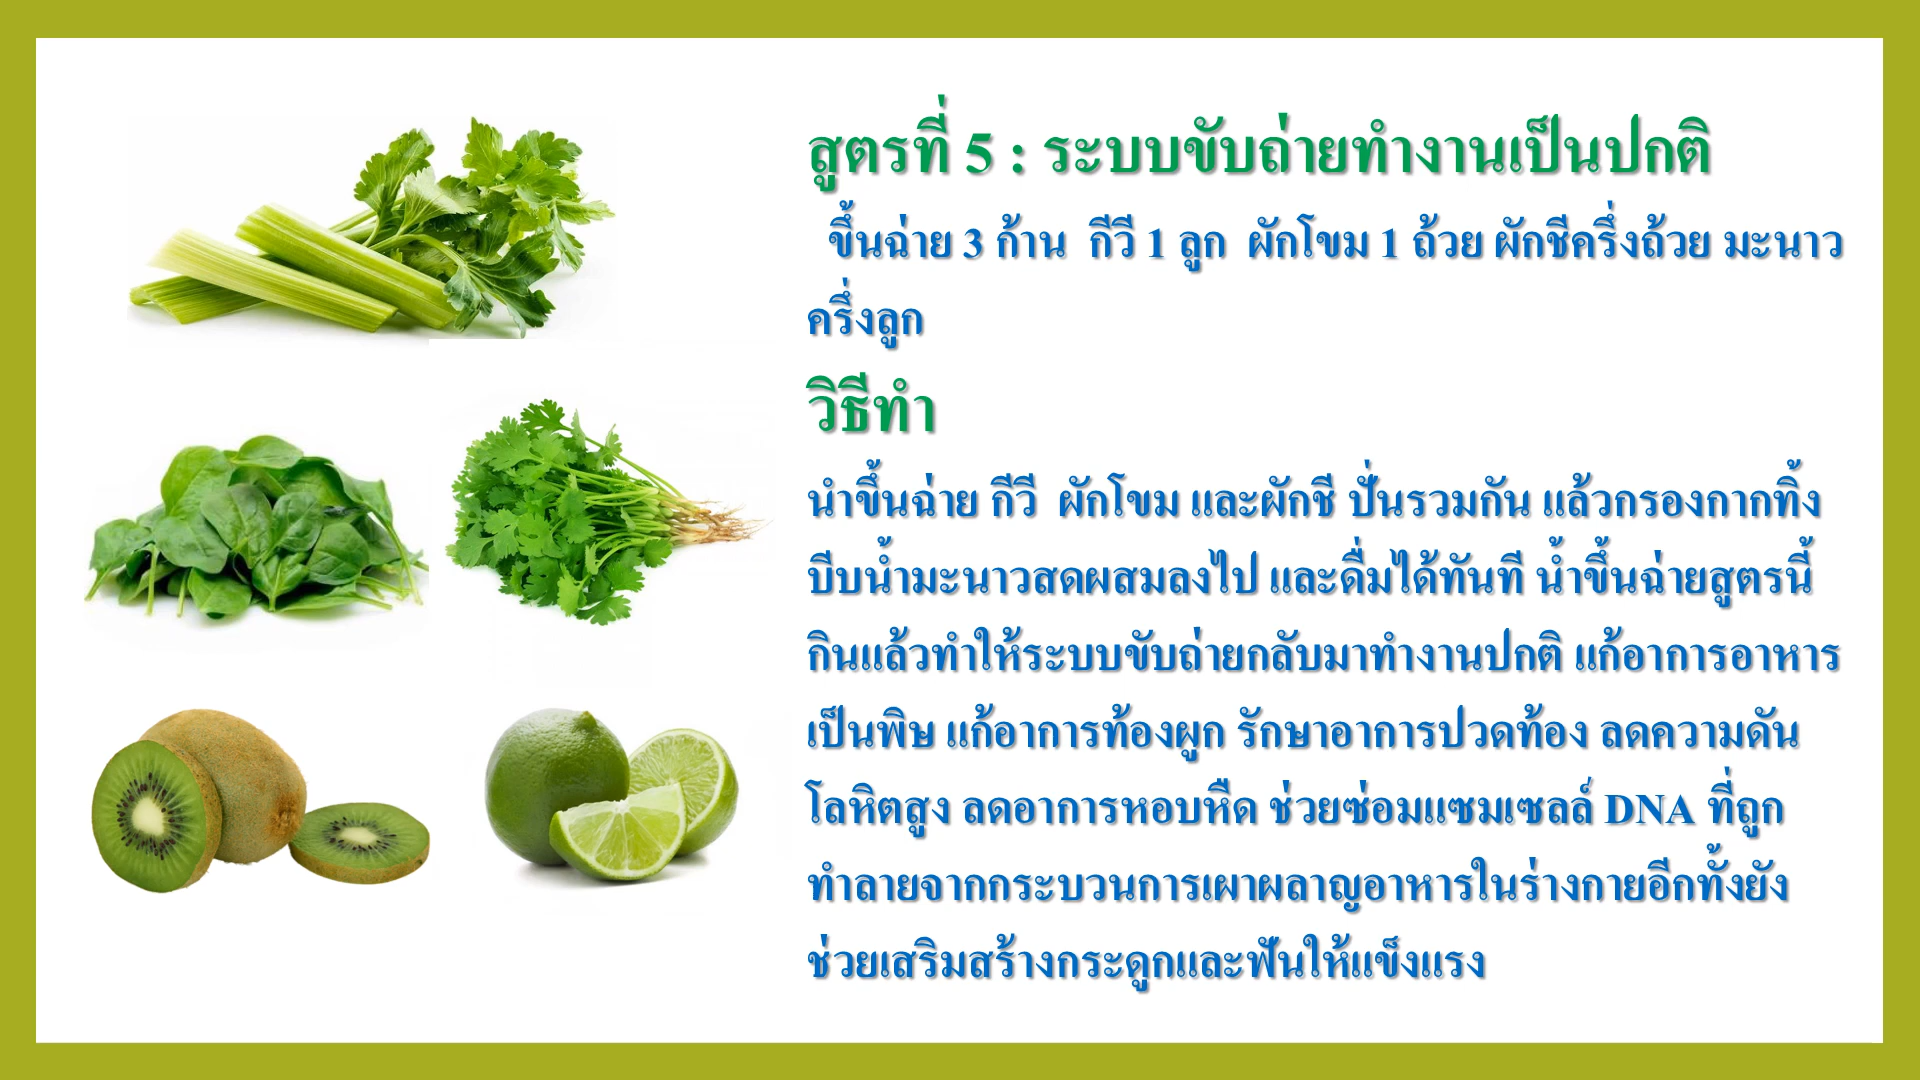 สูตรที่ 5 : ระบบขับถ่ายทำงานเป็นปกติ
ขึ้นฉ่าย 3 ก้าน กีวี 1 ลูก ผักโขม 1 ถ้วย ผักชีครึ่งถ้วย มะนาว
ครึ่งลูก
วิธีทำ
นำขึ้นฉ่าย กีวี ผักโขม และผักชี ปั่นรวมกัน แล้วกรองกากทิ้ง
บีบน้ำมะนาวสดผสมลงไป และดื่มได้ทันที น้ำขึ้นฉ่ายสูตรนี้
กินแล้วทำให้ระบบขับถ่ายกลับมาทำงานปกติ แก้อาการอาหาร
เป็นพิษ แก้อาการท้องผูก รักษาอาการปวดท้อง ลดความดัน
โลหิตสูง ลดอาการหอบหืด ช่วยซ่อมแซมเซลล์ DNA ที่ถูก
ทำลายจากกระบวนการเผาผลาญอาหารในร่างกายอีกทั้งยัง
ช่วยเสริมสร้างกระดูกและฟันให้แข็งแรง